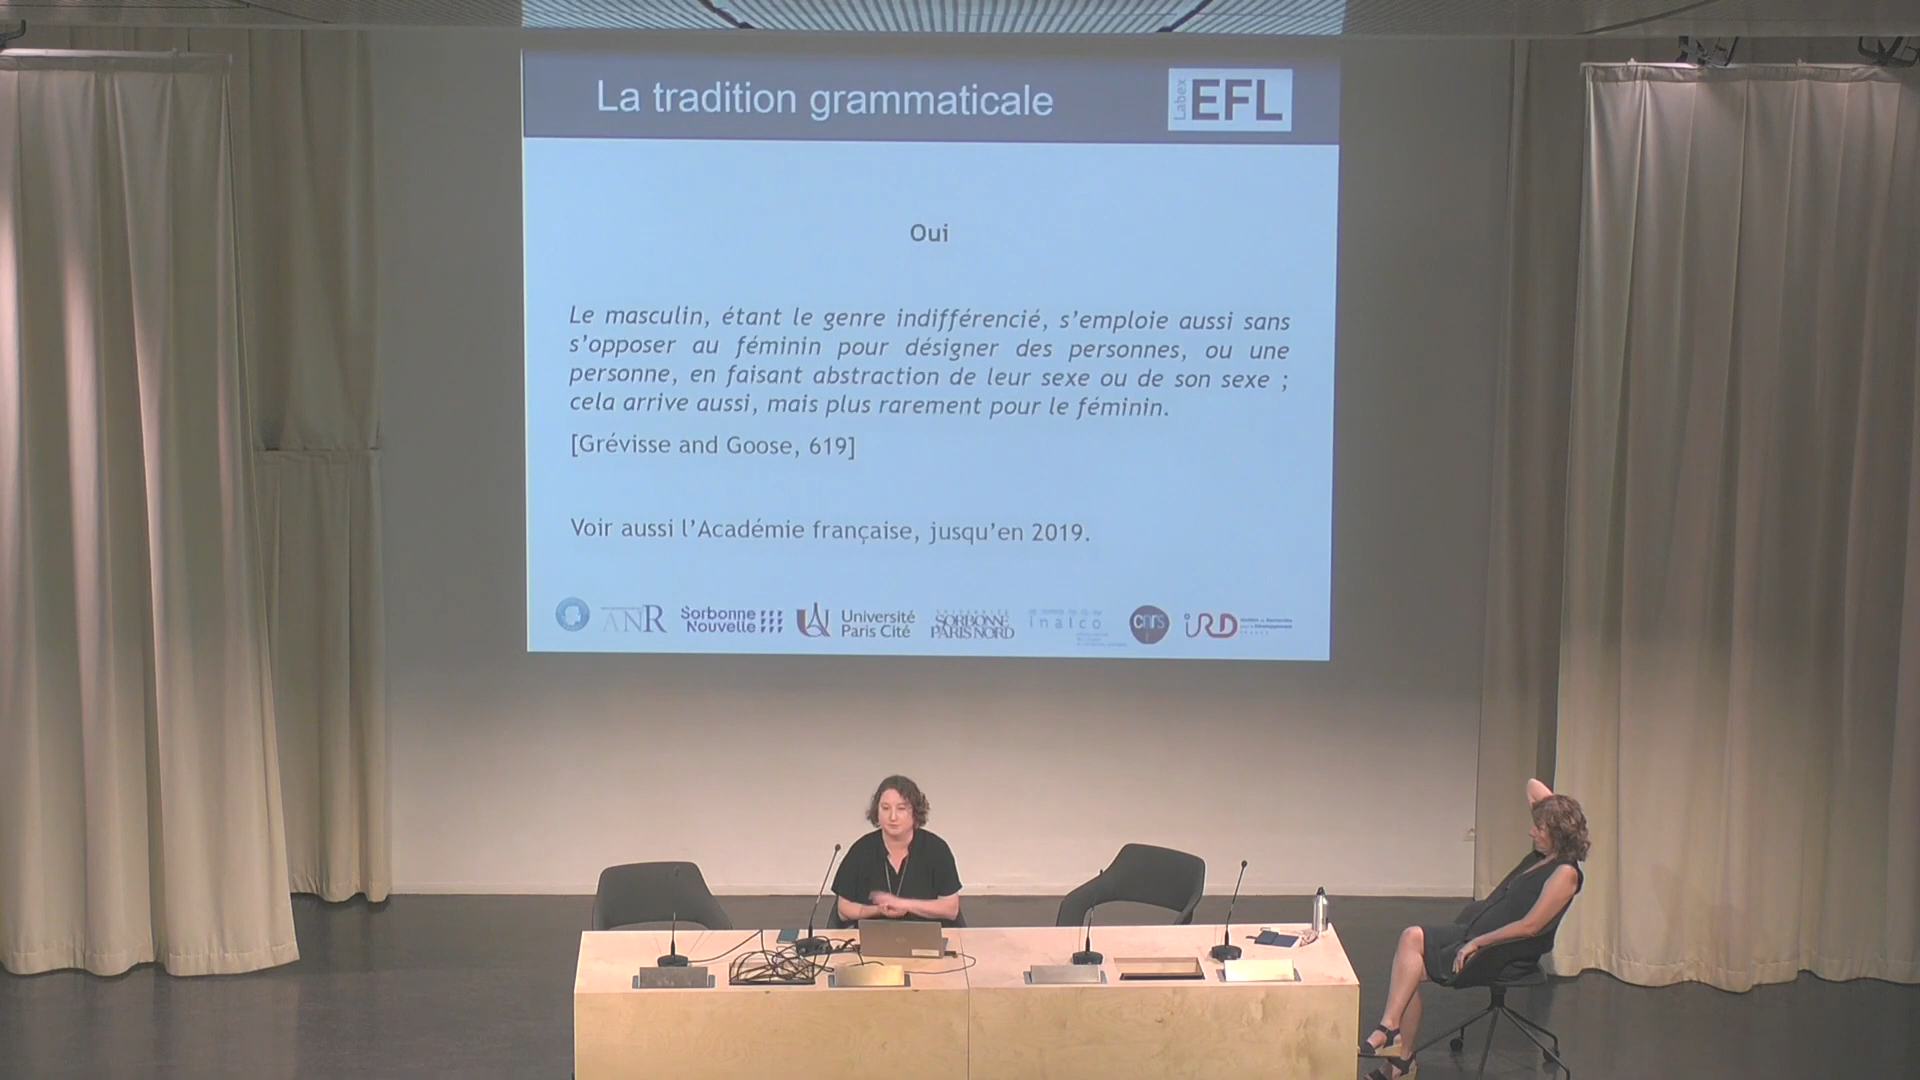 La tradition grammaticale
Labex EFL
Oui
Le masculin, étant le genre indifférencié, s'emploie aussi sans
s'opposer au féminin pour désigner des personnes, ou une
personne, en faisant abstraction de leur sexe ou de son sexe ;
cela arrive aussi, mais plus rarement pour le féminin.
[Grévisse and Goose, 619]
Voir aussi l'Académie française, jusqu'en 2019.
ANR
Sorbonne
Nouvelle
Université
Paris Cité
SORBONNE
PARIS NORD
inalco
cnrs
IRD